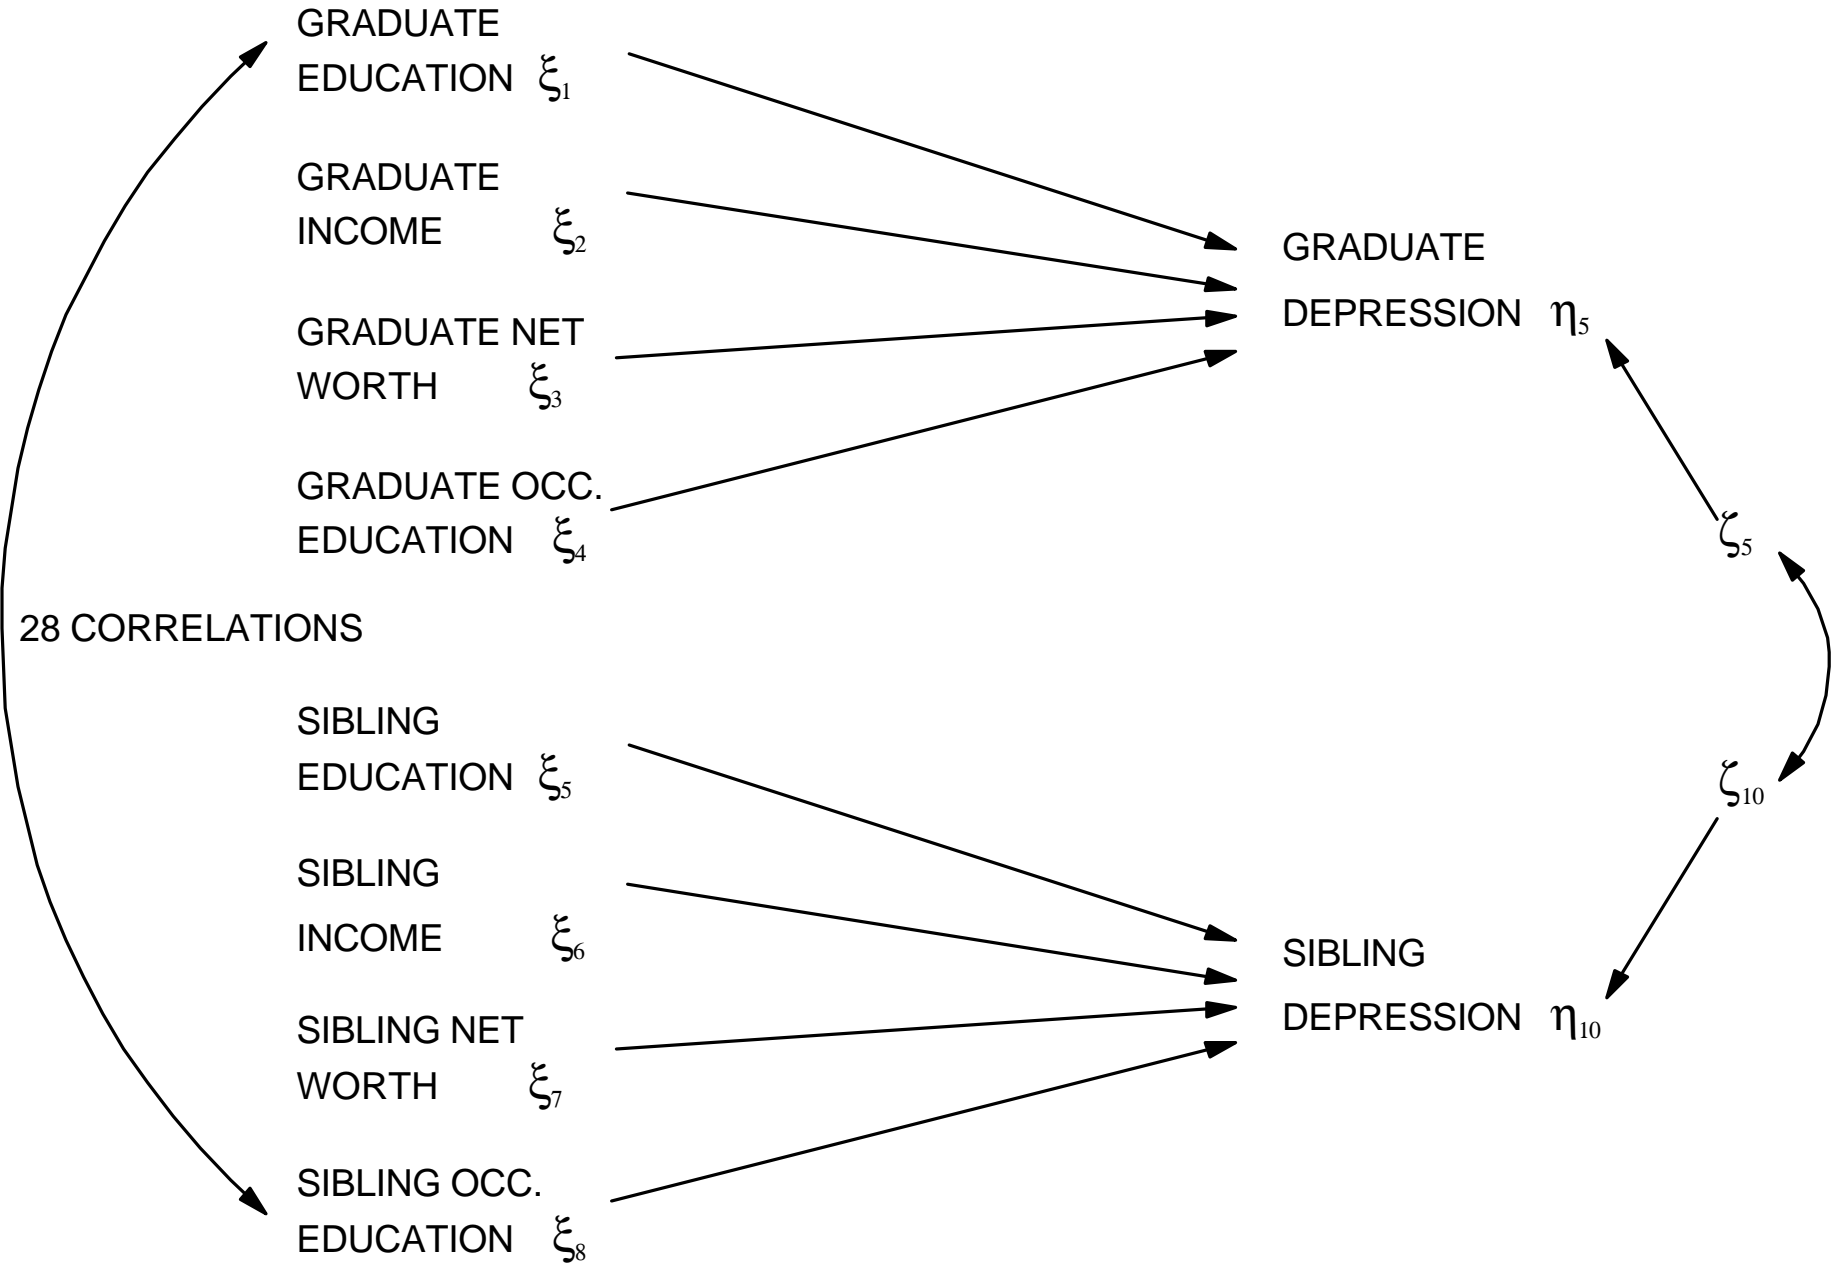 GRADUATE
EDUCATION ξ1
GRADUATE
INCOME ξ2
GRADUATE NET
WORTH ξ3
GRADUATE OCC.
EDUCATION ξ4
28 CORRELATIONS
SIBLING
EDUCATION ξ5
SIBLING
INCOME ξ6
SIBLING NET
WORTH ξ7
SIBLING OCC.
EDUCATION ξ8
GRADUATE
DEPRESSION η5
ζ5
ζ10
SIBLING
DEPRESSION η10